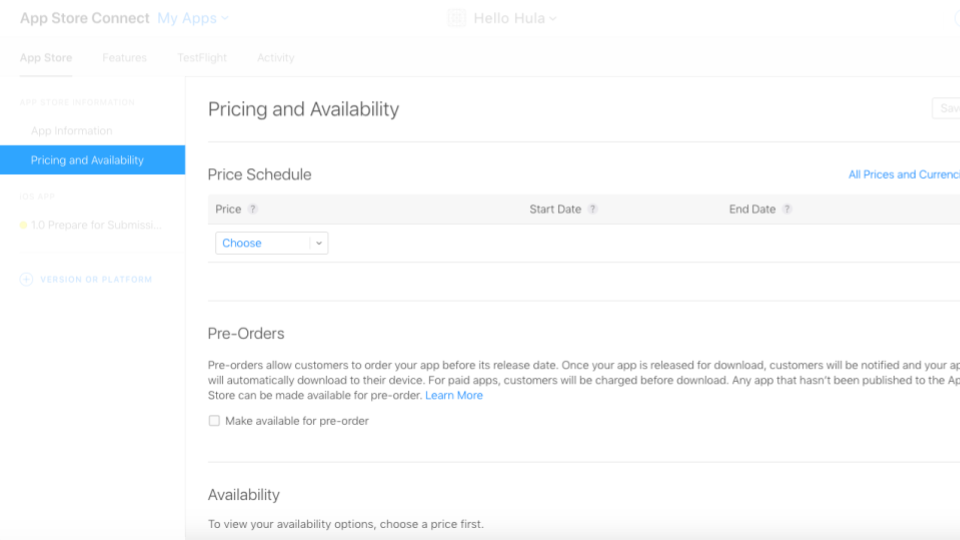 App Store Connect My Apps Hello Hula
App Store Features TestFlight Activity
APP STORE INFORMATION
App Information
Pricing and Availability
iOS APP
1.0 Prepare for Submissi...
VERSION OR PLATFORM
Pricing and Availability
Price Schedule All Prices and
Price ? Start Date ? End Date ?
Choose
Pre-Orders
Pre-orders allow customers to order your app before its release date. Once your app is released for download, customers will be notified and your
will automatically download to their device. For paid apps, customers will be charged before download. Any app that hasn't been published to the
Store can be made available for pre-order. Learn More
Make available for pre-order
Availability
To view your availability options, choose a price first.